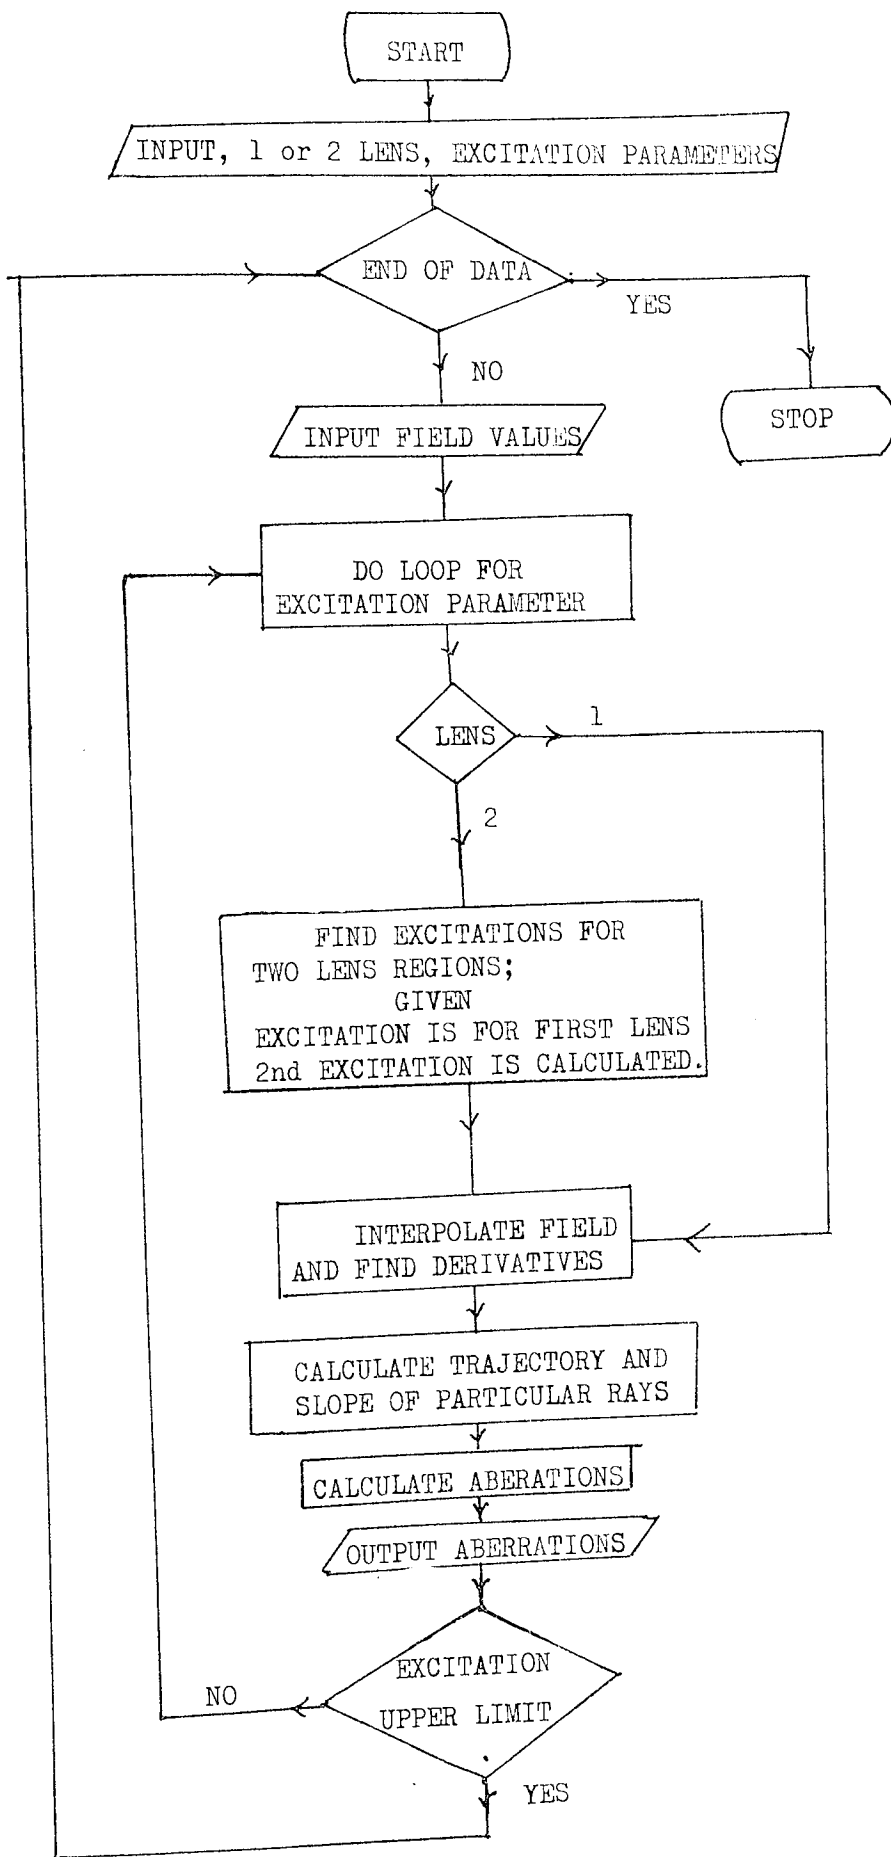 START
INPUT, 1 or 2 LENS, EXCITATION PARAMETERS
END OF DATA
YES
NO
INPUT FIELD VALUES
STOP
DO LOOP FOR
EXCITATION PARAMETER
LENS
1
2
FIND EXCITATIONS FOR
TWO LENS REGIONS;
GIVEN
EXCITATION IS FOR FIRST LENS
2nd EXCITATION IS CALCULATED.
INTERPOLATE FIELD
AND FIND DERIVATIVES
CALCULATE TRAJECTORY AND
SLOPE OF PARTICULAR RAYS
CALCULATE ABERATIONS
OUTPUT ABERRATIONS
EXCITATION
UPPER LIMIT
NO
YES